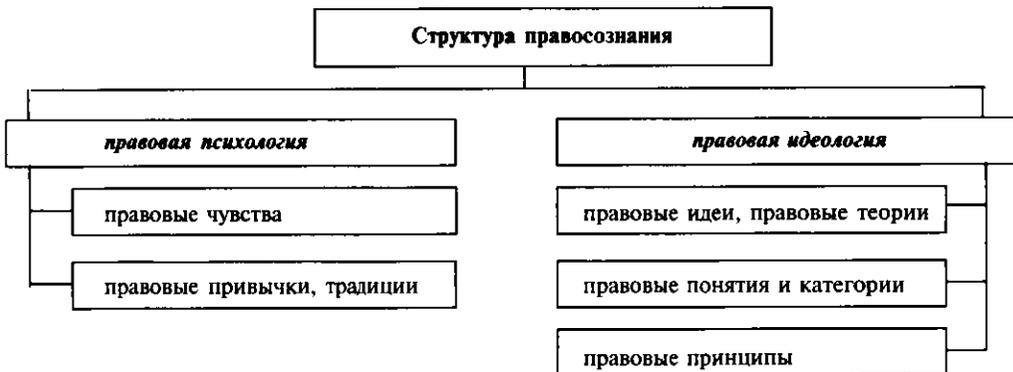 Структура правосознания
правовая психология
правовая идеология
правовые чувства
правовые идеи, правовые теории
правовые привычки, традиции
правовые понятия и категории
правовые принципы